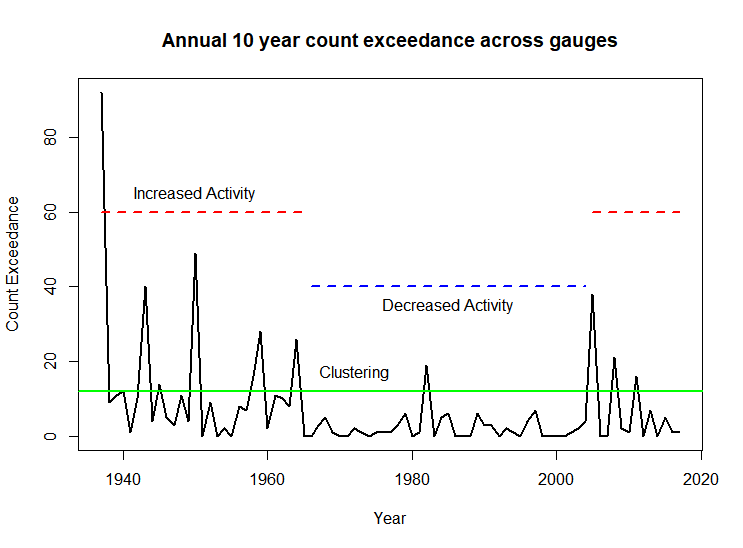 Annual 10 year count exceedance across gauges
Count Exceedance
80
60
40
20
0
Increased Activity
Decreased Activity
Clustering
1940 1960 1980 2000 2020
Year